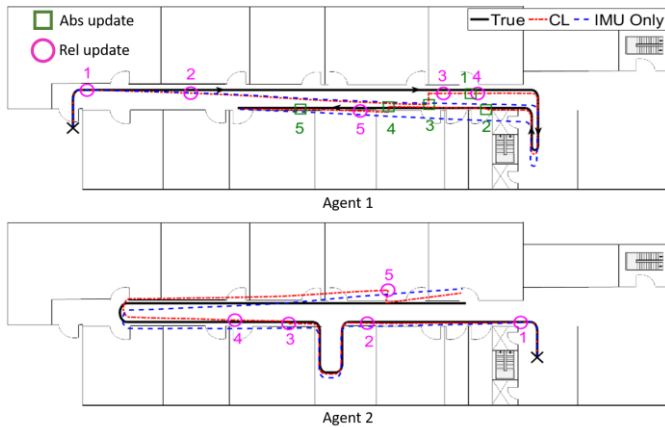 Abs update
Rel update
True CL IMU Only
1 2 3 1 4
5 5 4 3 2
Agent 1
5
4 3 2 1
Agent 2